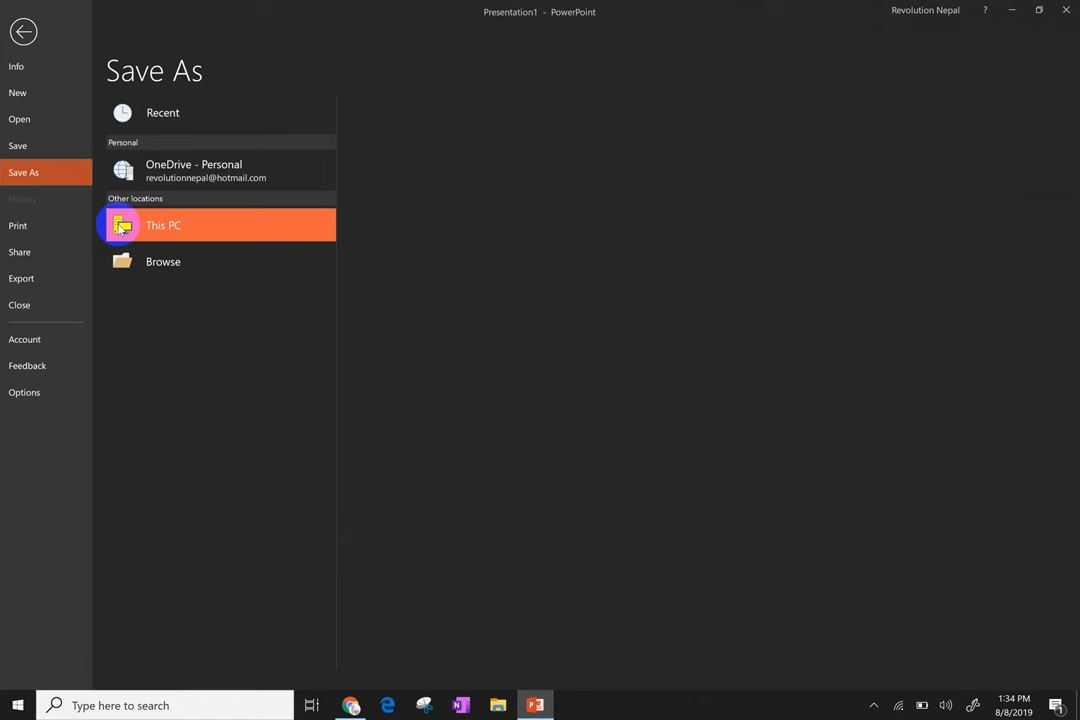 Presentation1 - PowerPoint
Revolution Nepal
?
Info
New
Open
Save
Save As
History
Print
Share
Export
Close
Account
Feedback
Options
Save As
Recent
Personal
OneDrive - Personal
revolutionnepal@hotmail.com
Other locations
This PC
Browse
Type here to search
1:34 PM
8/8/2019
1